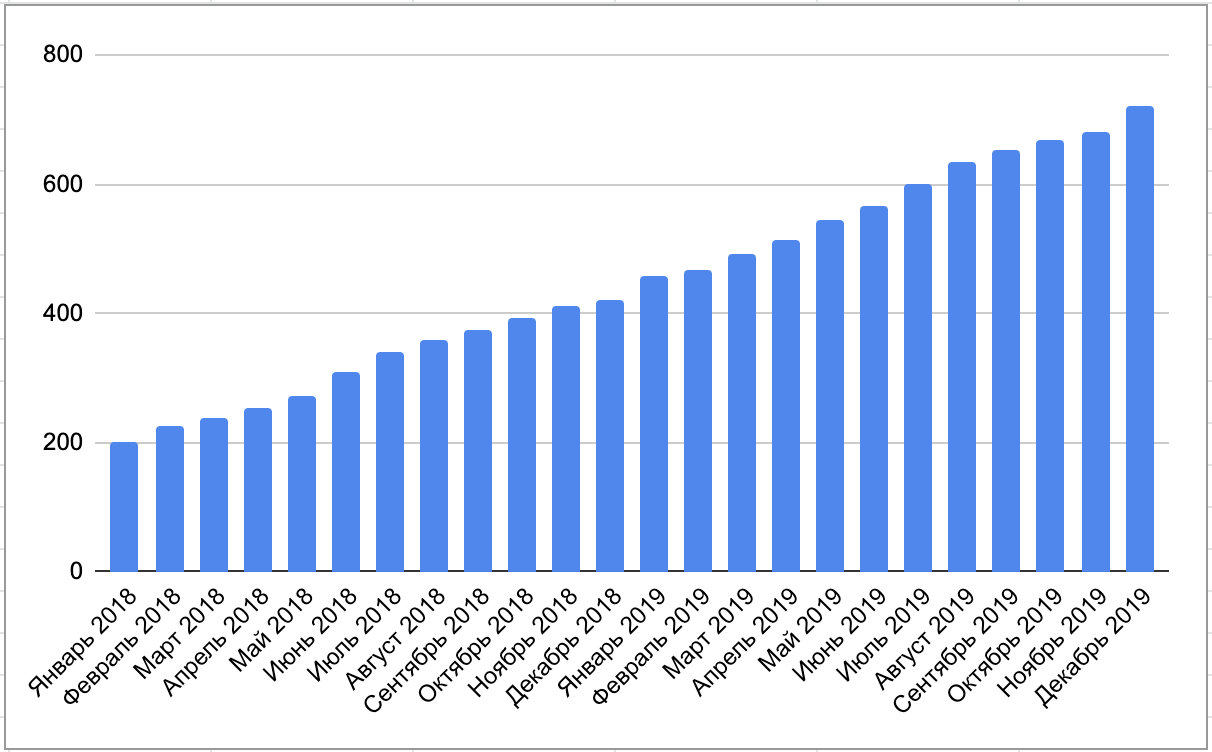 800
600
400
200
0
Январь 2018
Февраль 2018
Март 2018
Апрель 2018
Май 2018
Июнь 2018
Июль 2018
Август 2018
Сентябрь 2018
Октябрь 2018
Ноябрь 2018
Декабрь 2018
Январь 2019
Февраль 2019
Март 2019
Апрель 2019
Май 2019
Июнь 2019
Июль 2019
Август 2019
Сентябрь 2019
Октябрь 2019
Ноябрь 2019
Декабрь 2019